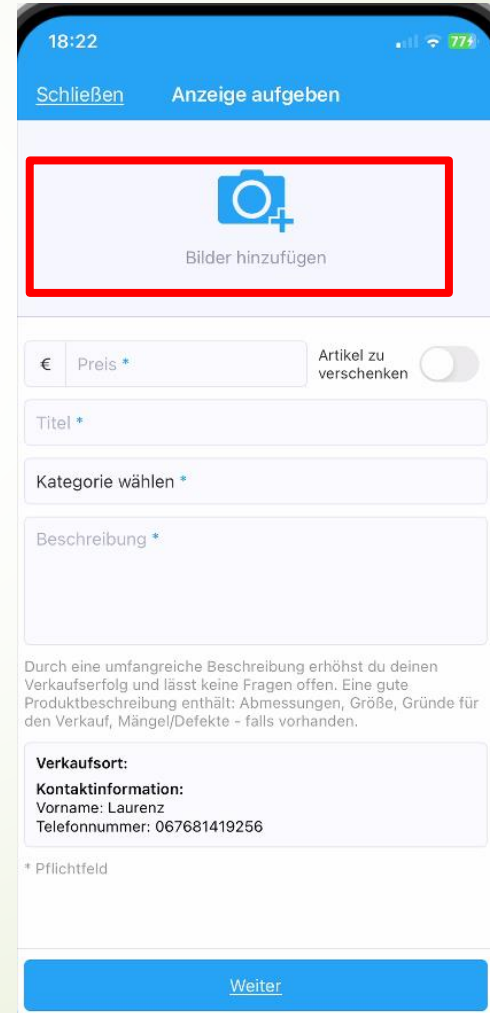 18:22
77
Schließen Anzeige aufgeben
Bilder hinzufügen
€ Preis *
Artikel zu
verschenken
Titel *
Kategorie wählen *
Beschreibung *
Durch eine umfangreiche Beschreibung erhöhst du deinen
Verkaufserfolg und lässt keine Fragen offen. Eine gute
Produktbeschreibung enthält: Abmessungen, Größe, Gründe für
den Verkauf, Mängel/Defekte - falls vorhanden.
Verkaufsort:
Kontaktinformation:
Vorname: Laurenz
Telefonnummer: 067681419256
* Pflichtfeld
Weiter